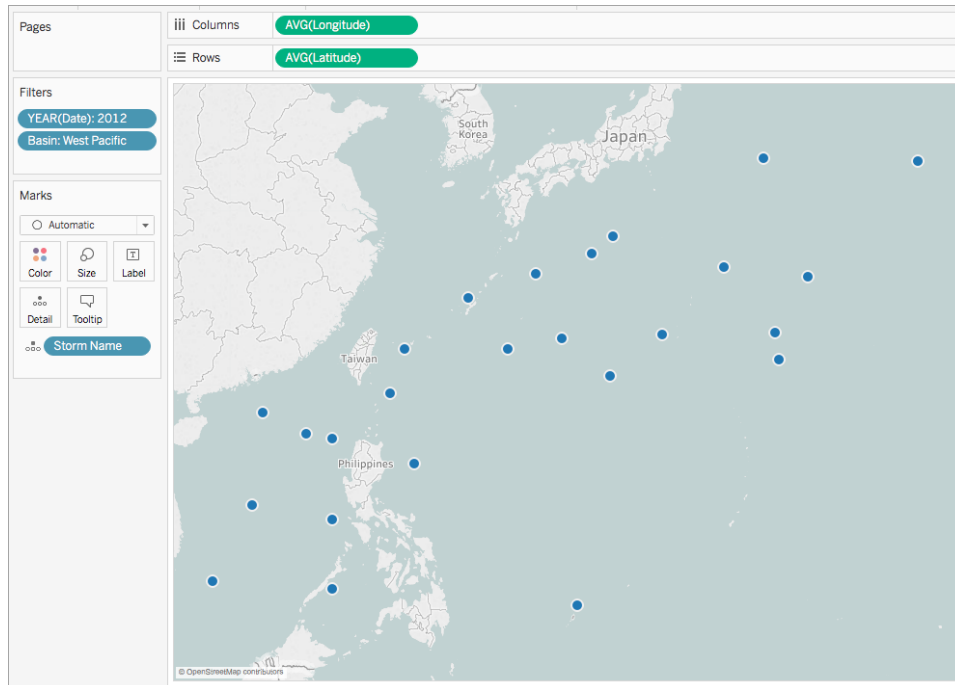 Pages
Columns
AVG(Longitude)
Rows
AVG(Latitude)
Filters
YEAR(Date): 2012
Basin: West Pacific
Marks
Automatic
Color
Size
Label
Detail
Tooltip
Storm Name
South
Korea
Japan
Taiwan
Philippines
© OpenStreetMap contributors